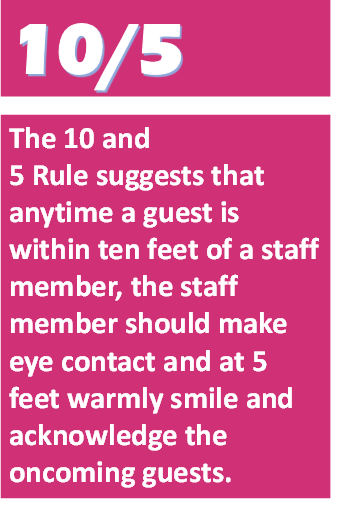 10/5
The 10 and
5 Rule suggests that
anytime a guest is
within ten feet of a staff
member, the staff
member should make
eye contact and at 5
feet warmly smile and
acknowledge the
oncoming guests.